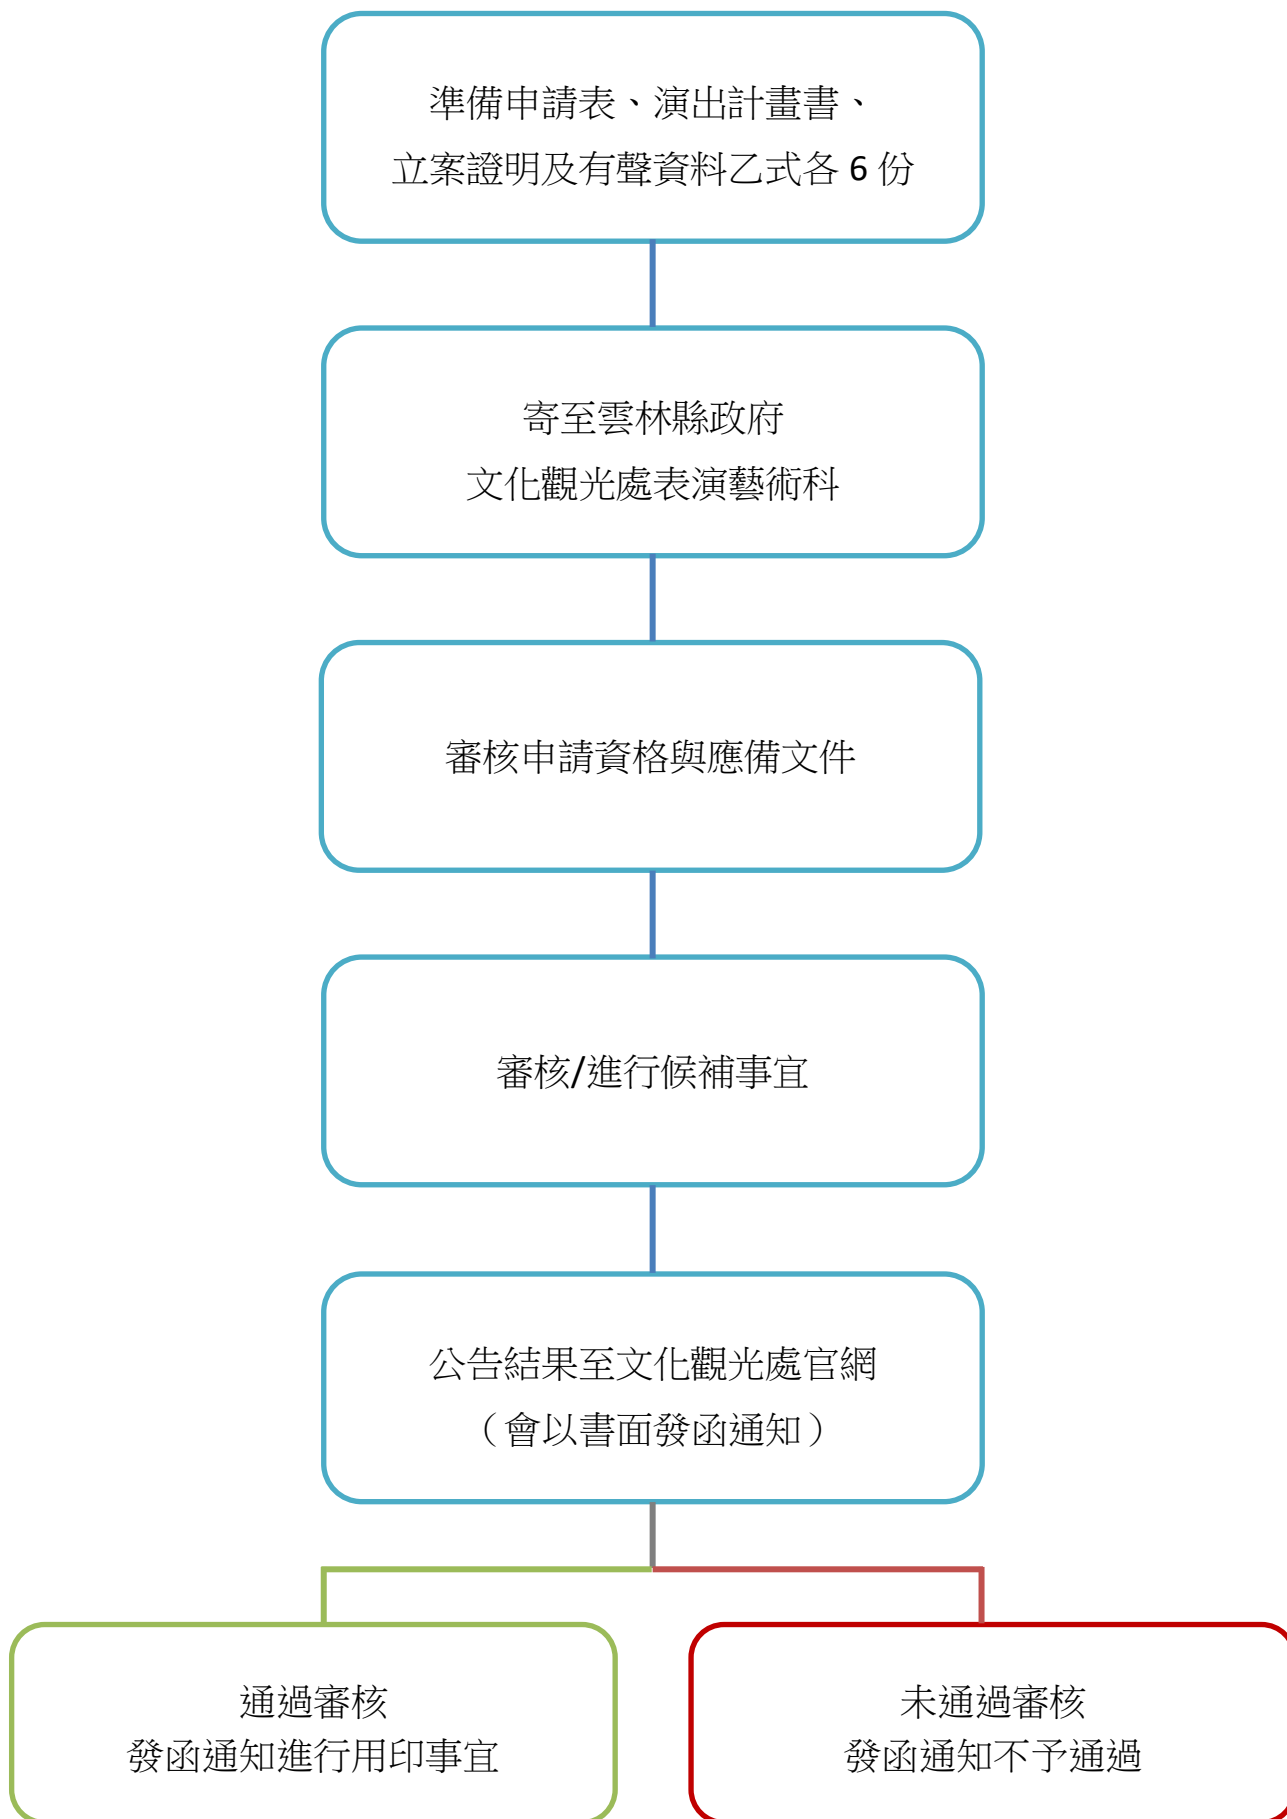 準備申請表、演出計畫書、
立案證明及有聲資料乙式各 6 份
寄至雲林縣政府
文化觀光處表演藝術科
審核申請資格與應備文件
審核/進行候補事宜
公告結果至文化觀光處官網
（會以書面發函通知）
通過審核
發函通知進行用印事宜
未通過審核
發函通知不予通過